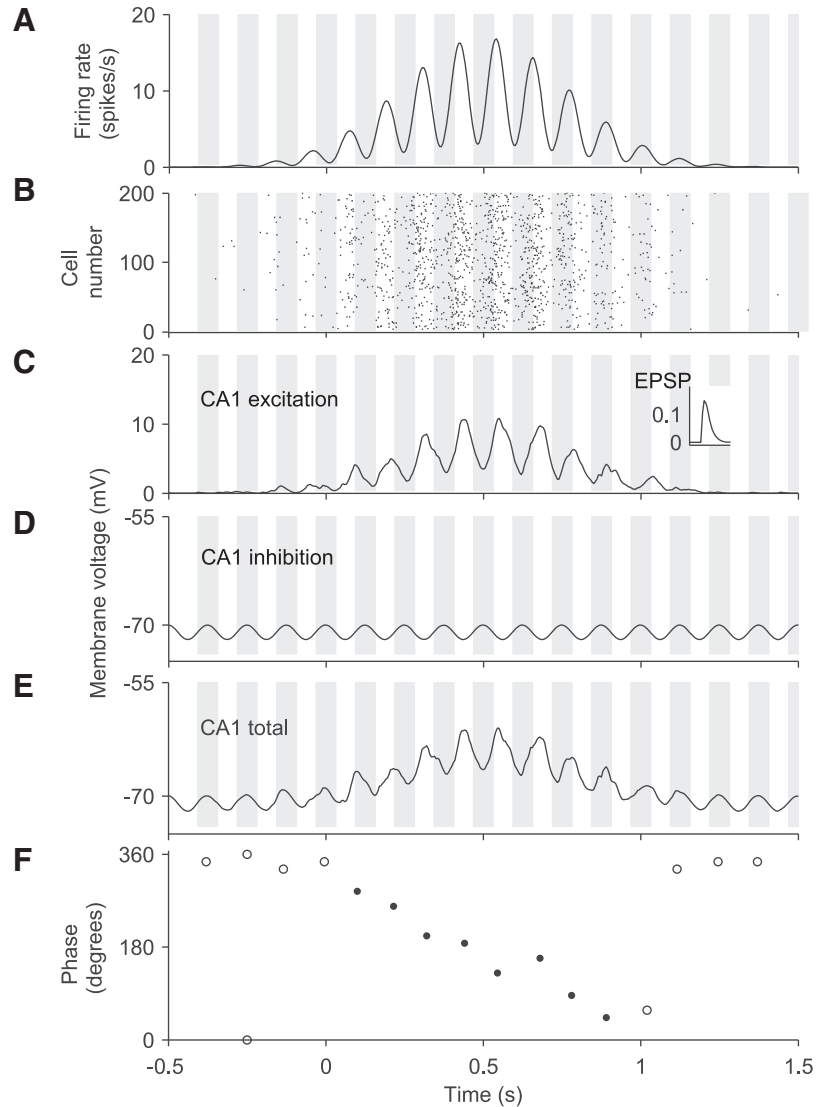 A
Firing rate
(spikes/s)
20
10
0
B
Cell
number
200
100
0
C
20
10
0
CA1 excitation
EPSP
0.1
0
Membrane voltage (mV)
D
-55
-70
CA1 inhibition
E
-55
-70
CA1 total
F
Phase
(degrees)
360
180
0
-0.5 0 0.5 1 1.5
Time (s)